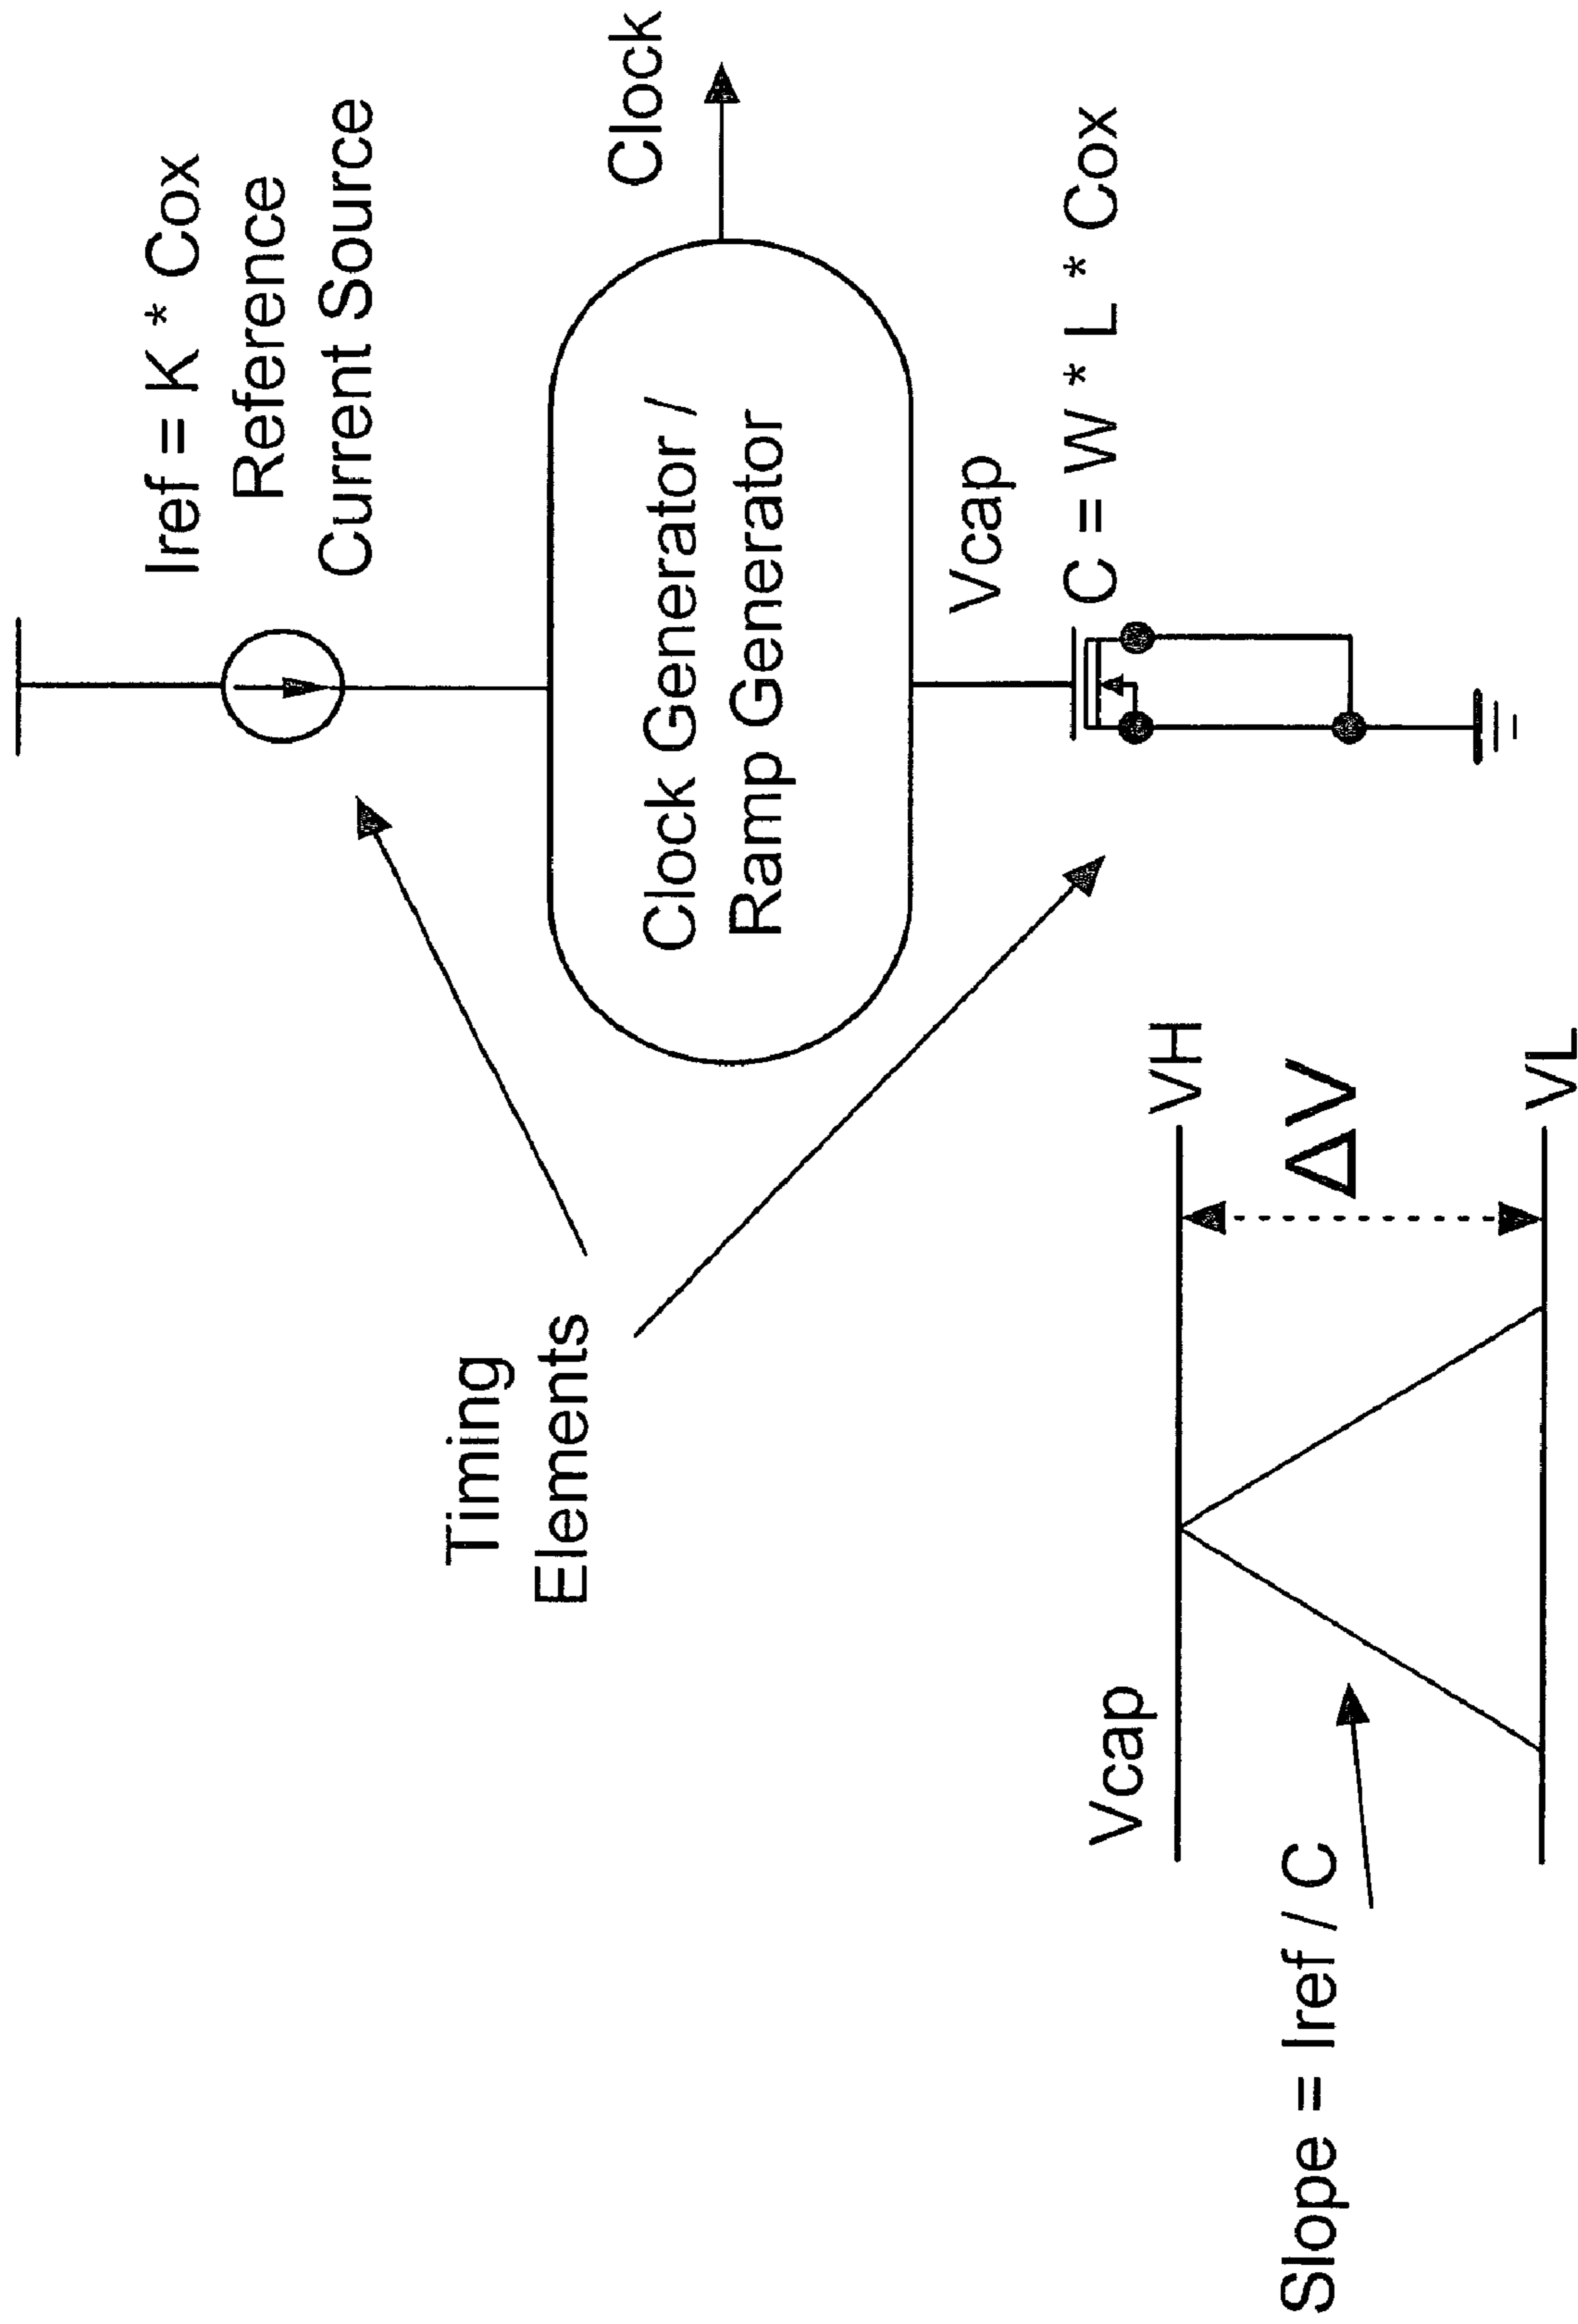 Iref = K * Cox
Reference
Current Source
Clock
Timing
Elements
Clock Generator /
Ramp Generator
Vcap
C = W * L * Cox
Vcap
VH
ΔV
VL
Slope = Iref / C